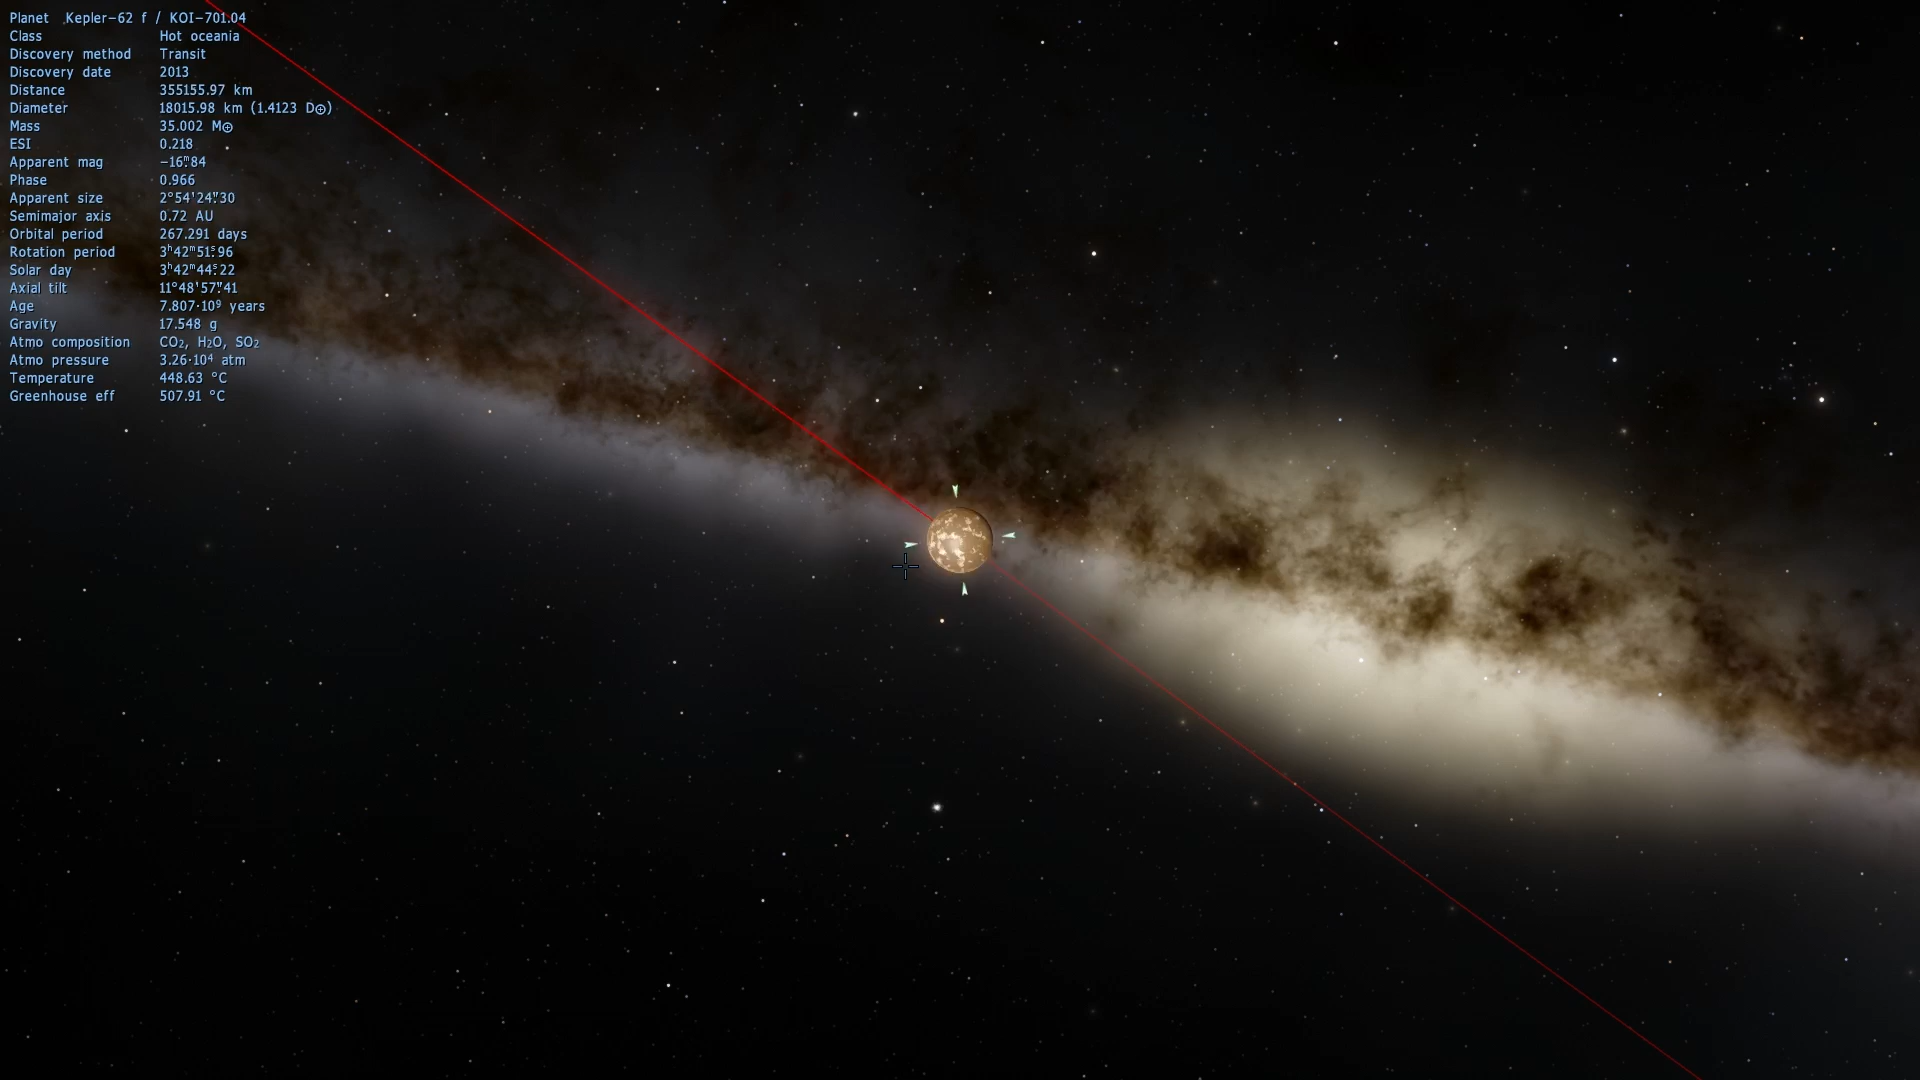 Planet Kepler-62 f / KOI-701.04
Class Hot oceania
Discovery method Transit
Discovery date 2013
Distance 355155.97 km
Diameter 18015.98 km (1.4123 D⊕)
Mass 35.002 M⊕
ESI 0.218
Apparent mag -16ᵐ.84
Phase 0.966
Apparent size 2°54'24".30
Semimajor axis 0.72 AU
Orbital period 267.291 days
Rotation period 3ʰ42ᵐ51ˢ.96
Solar day 3ʰ42ᵐ44ˢ.22
Axial tilt 11°48'57".41
Age 7.807·10⁹ years
Gravity 17.548 g
Atmo composition CO₂, H₂O, SO₂
Atmo pressure 3.26·10⁴ atm
Temperature 448.63 °C
Greenhouse eff 507.91 °C